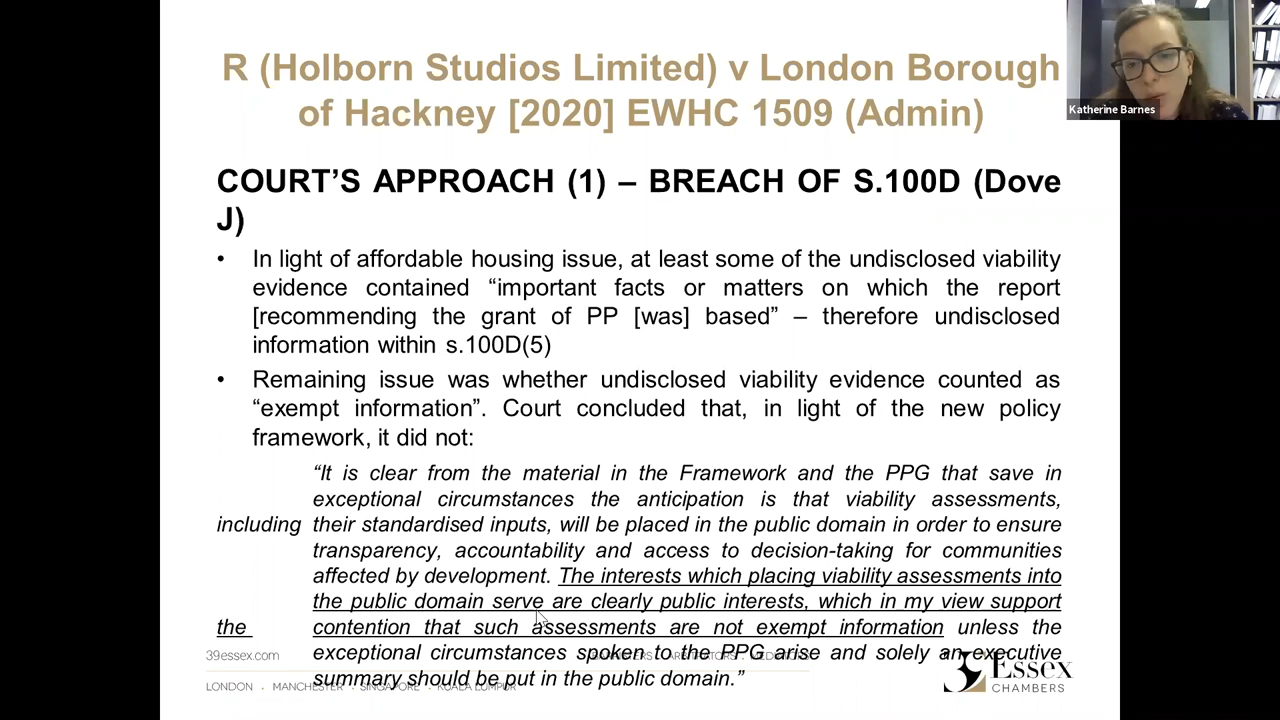 R (Holborn Studios Limited) v London Borough
of Hackney [2020] EWHC 1509 (Admin)
Katherine Barnes
COURT’S APPROACH (1) – BREACH OF S.100D (Dove
J)
• In light of affordable housing issue, at least some of the undisclosed viability
evidence contained “important facts or matters on which the report
[recommending the grant of PP [was] based” – therefore undisclosed
information within s.100D(5)
• Remaining issue was whether undisclosed viability evidence counted as
“exempt information”. Court concluded that, in light of the new policy
framework, it did not:
“It is clear from the material in the Framework and the PPG that save in
exceptional circumstances the anticipation is that viability assessments,
including their standardised inputs, will be placed in the public domain in order to ensure
transparency, accountability and access to decision-taking for communities
affected by development. The interests which placing viability assessments into
the public domain serve are clearly public interests, which in my view support
the contention that such assessments are not exempt information unless the
exceptional circumstances spoken to the PPG arise and solely an executive
summary should be put in the public domain.”
39essex.com
LONDON . MANCHESTER . SINGAPORE . KUALA LUMPUR
39 Essex
CHAMBERS